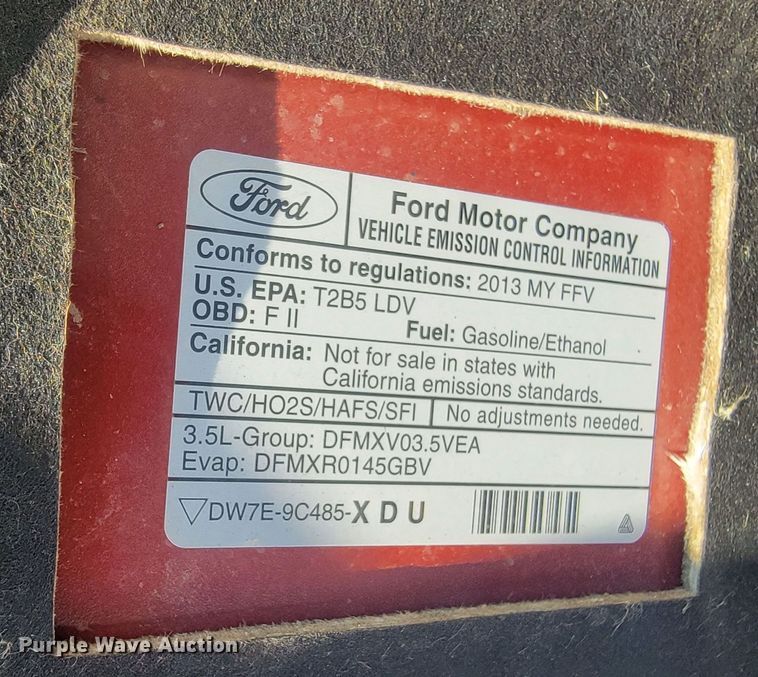 Ford
Ford Motor Company
VEHICLE EMISSION CONTROL INFORMATION
Conforms to regulations: 2013 MY FFV
U.S. EPA: T2B5 LDV
OBD: F II Fuel: Gasoline/Ethanol
California: Not for sale in states with
California emissions standards.
TWC/HO2S/HAFS/SFI No adjustments needed.
3.5L-Group: DFMXV03.5VEA
Evap: DFMXR0145GBV
▽DW7E-9C485-X D U
Purple Wave Auction